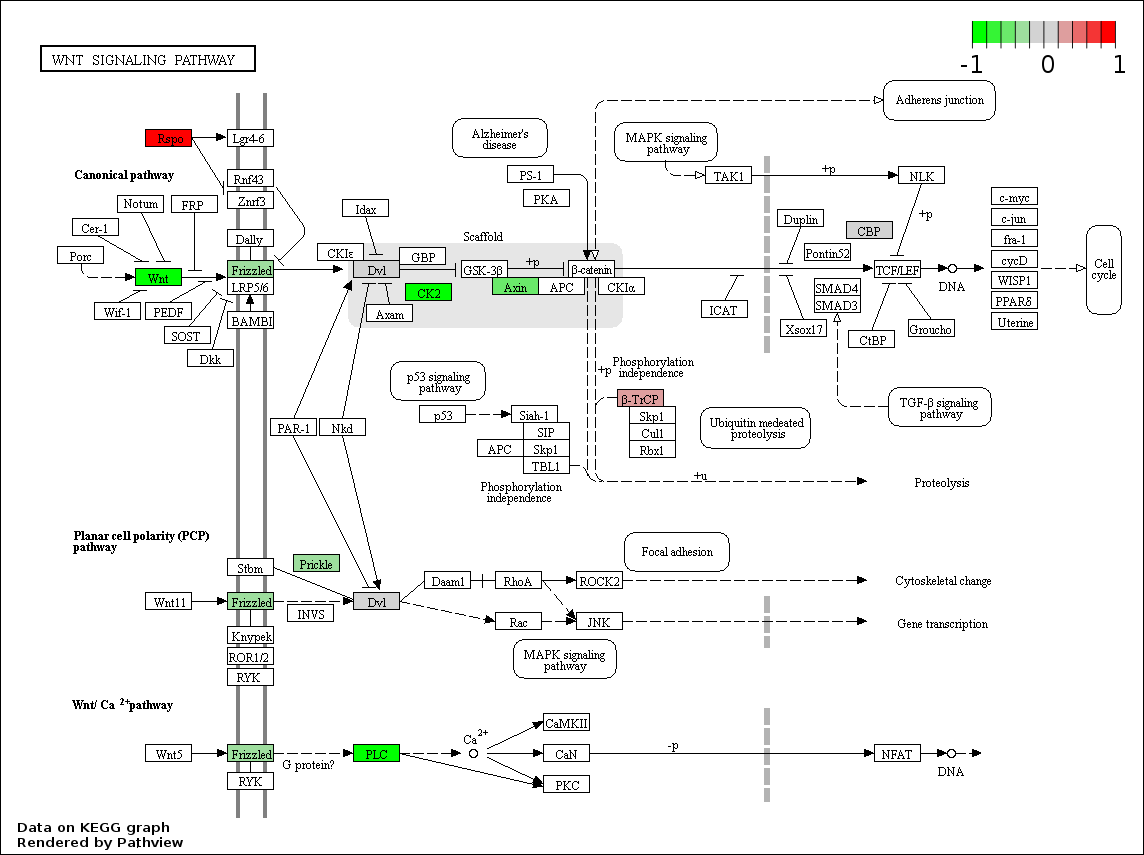 WNT SIGNALING PATHWAY
-1 0 1
Adherens junction
Alzheimer's
disease
MAPK signaling
pathway
Rspo
Lgr4-6
PS-1
TAK1
+p
NLK
Canonical pathway
Rnf43
PKA
Znrf3
c-myc
Notum
FRP
Idax
Duplin
+p
c-jun
Cer-1
Dally
Scaffold
CBP
fra-1
Porc
CKIε
GBP
Pontin52
cycD
Wnt
Frizzled
Dvl
GSK-3β
+p
β-catenin
TCF/LEF
DNA
Cell
cycle
LRP5/6
CK2
Axin
APC
CKIα
SMAD4
SMAD3
WISP1
PPARδ
Wif-1
PEDF
BAMBI
Axam
ICAT
Xsox17
CtBP
Groucho
Uterine
SOST
Dkk
Phosphorylation
independence
+p
p53 signaling
pathway
β-TrCP
TGF-β signaling
pathway
p53
Siah-1
Skp1
PAR-1
Nkd
SIP
Cul1
Ubiquitin medeated
proteolysis
APC
Skp1
Rbx1
TBL1
+u
Proteolysis
Phosphorylation
independence
Planar cell polarity (PCP)
pathway
Focal adhesion
Stbm
Prickle
Daam1
RhoA
ROCK2
Cytoskeletal change
Wnt11
Frizzled
INVS
Dvl
Rac
JNK
Gene transcription
Knypek
ROR1/2
RYK
MAPK signaling
pathway
Wnt/ Ca 2+pathway
CaMKII
Ca2+
Wnt5
Frizzled
G protein?
PLC
CaN
-p
NFAT
DNA
RYK
PKC
Data on KEGG graph
Rendered by Pathview